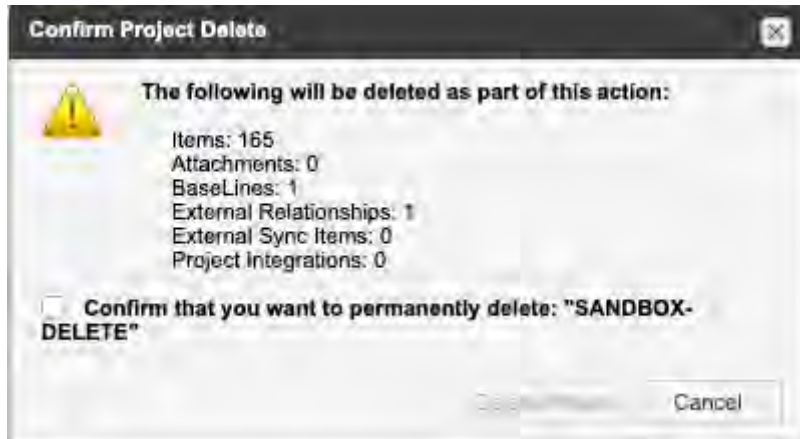 Confirm Project Delete
The following will be deleted as part of this action:
Items: 165
Attachments: 0
BaseLines: 1
External Relationships: 1
External Sync Items: 0
Project Integrations: 0
Confirm that you want to permanently delete: "SANDBOX-
DELETE"
Cancel